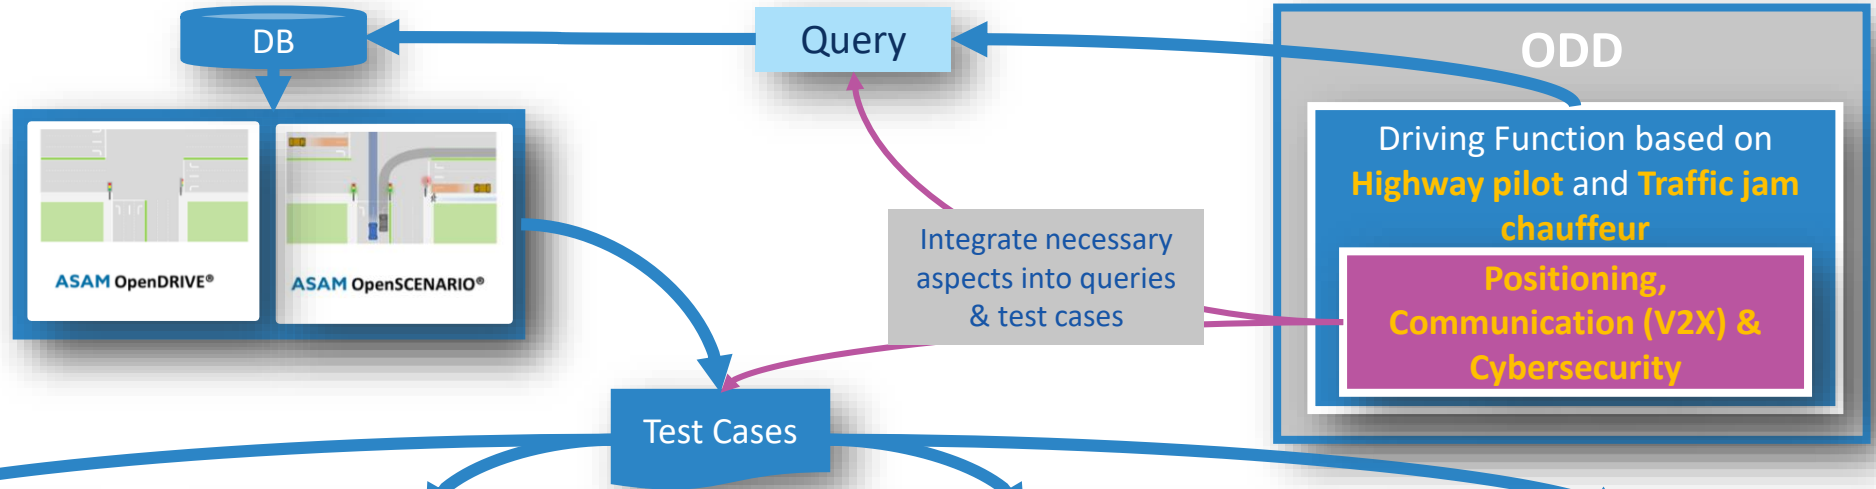 DB
Query
ODD
Driving Function based on
Highway pilot and Traffic jam
chauffeur
Positioning,
Communication (V2X) &
Cybersecurity
Integrate necessary
aspects into queries
& test cases
ASAM OpenDRIVE®
ASAM OpenSCENARIO®
Test Cases